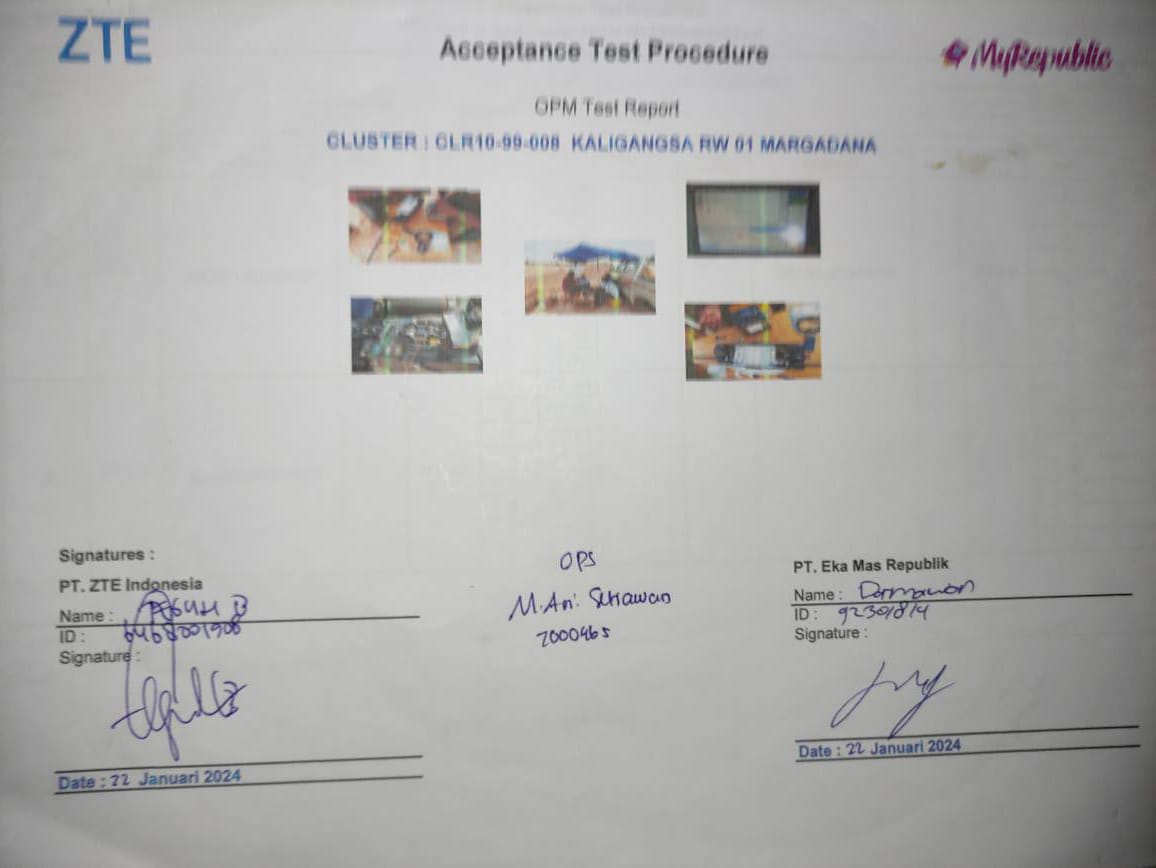 ZTE
Acceptance Test Procedure
MyRepublic
OPM Test Report
CLUSTER : CLR10-99-008 KALIGANGSA RW 01 MARGADANA
Signatures :
PT. ZTE Indonesia
Name :
ID :
Signature :
Date : 22 Januari 2024
OPS
M. Ari Setiawan
7000465
PT. Eka Mas Republik
Name : Darmawan
ID : 92301814
Signature :
Date : 22 Januari 2024